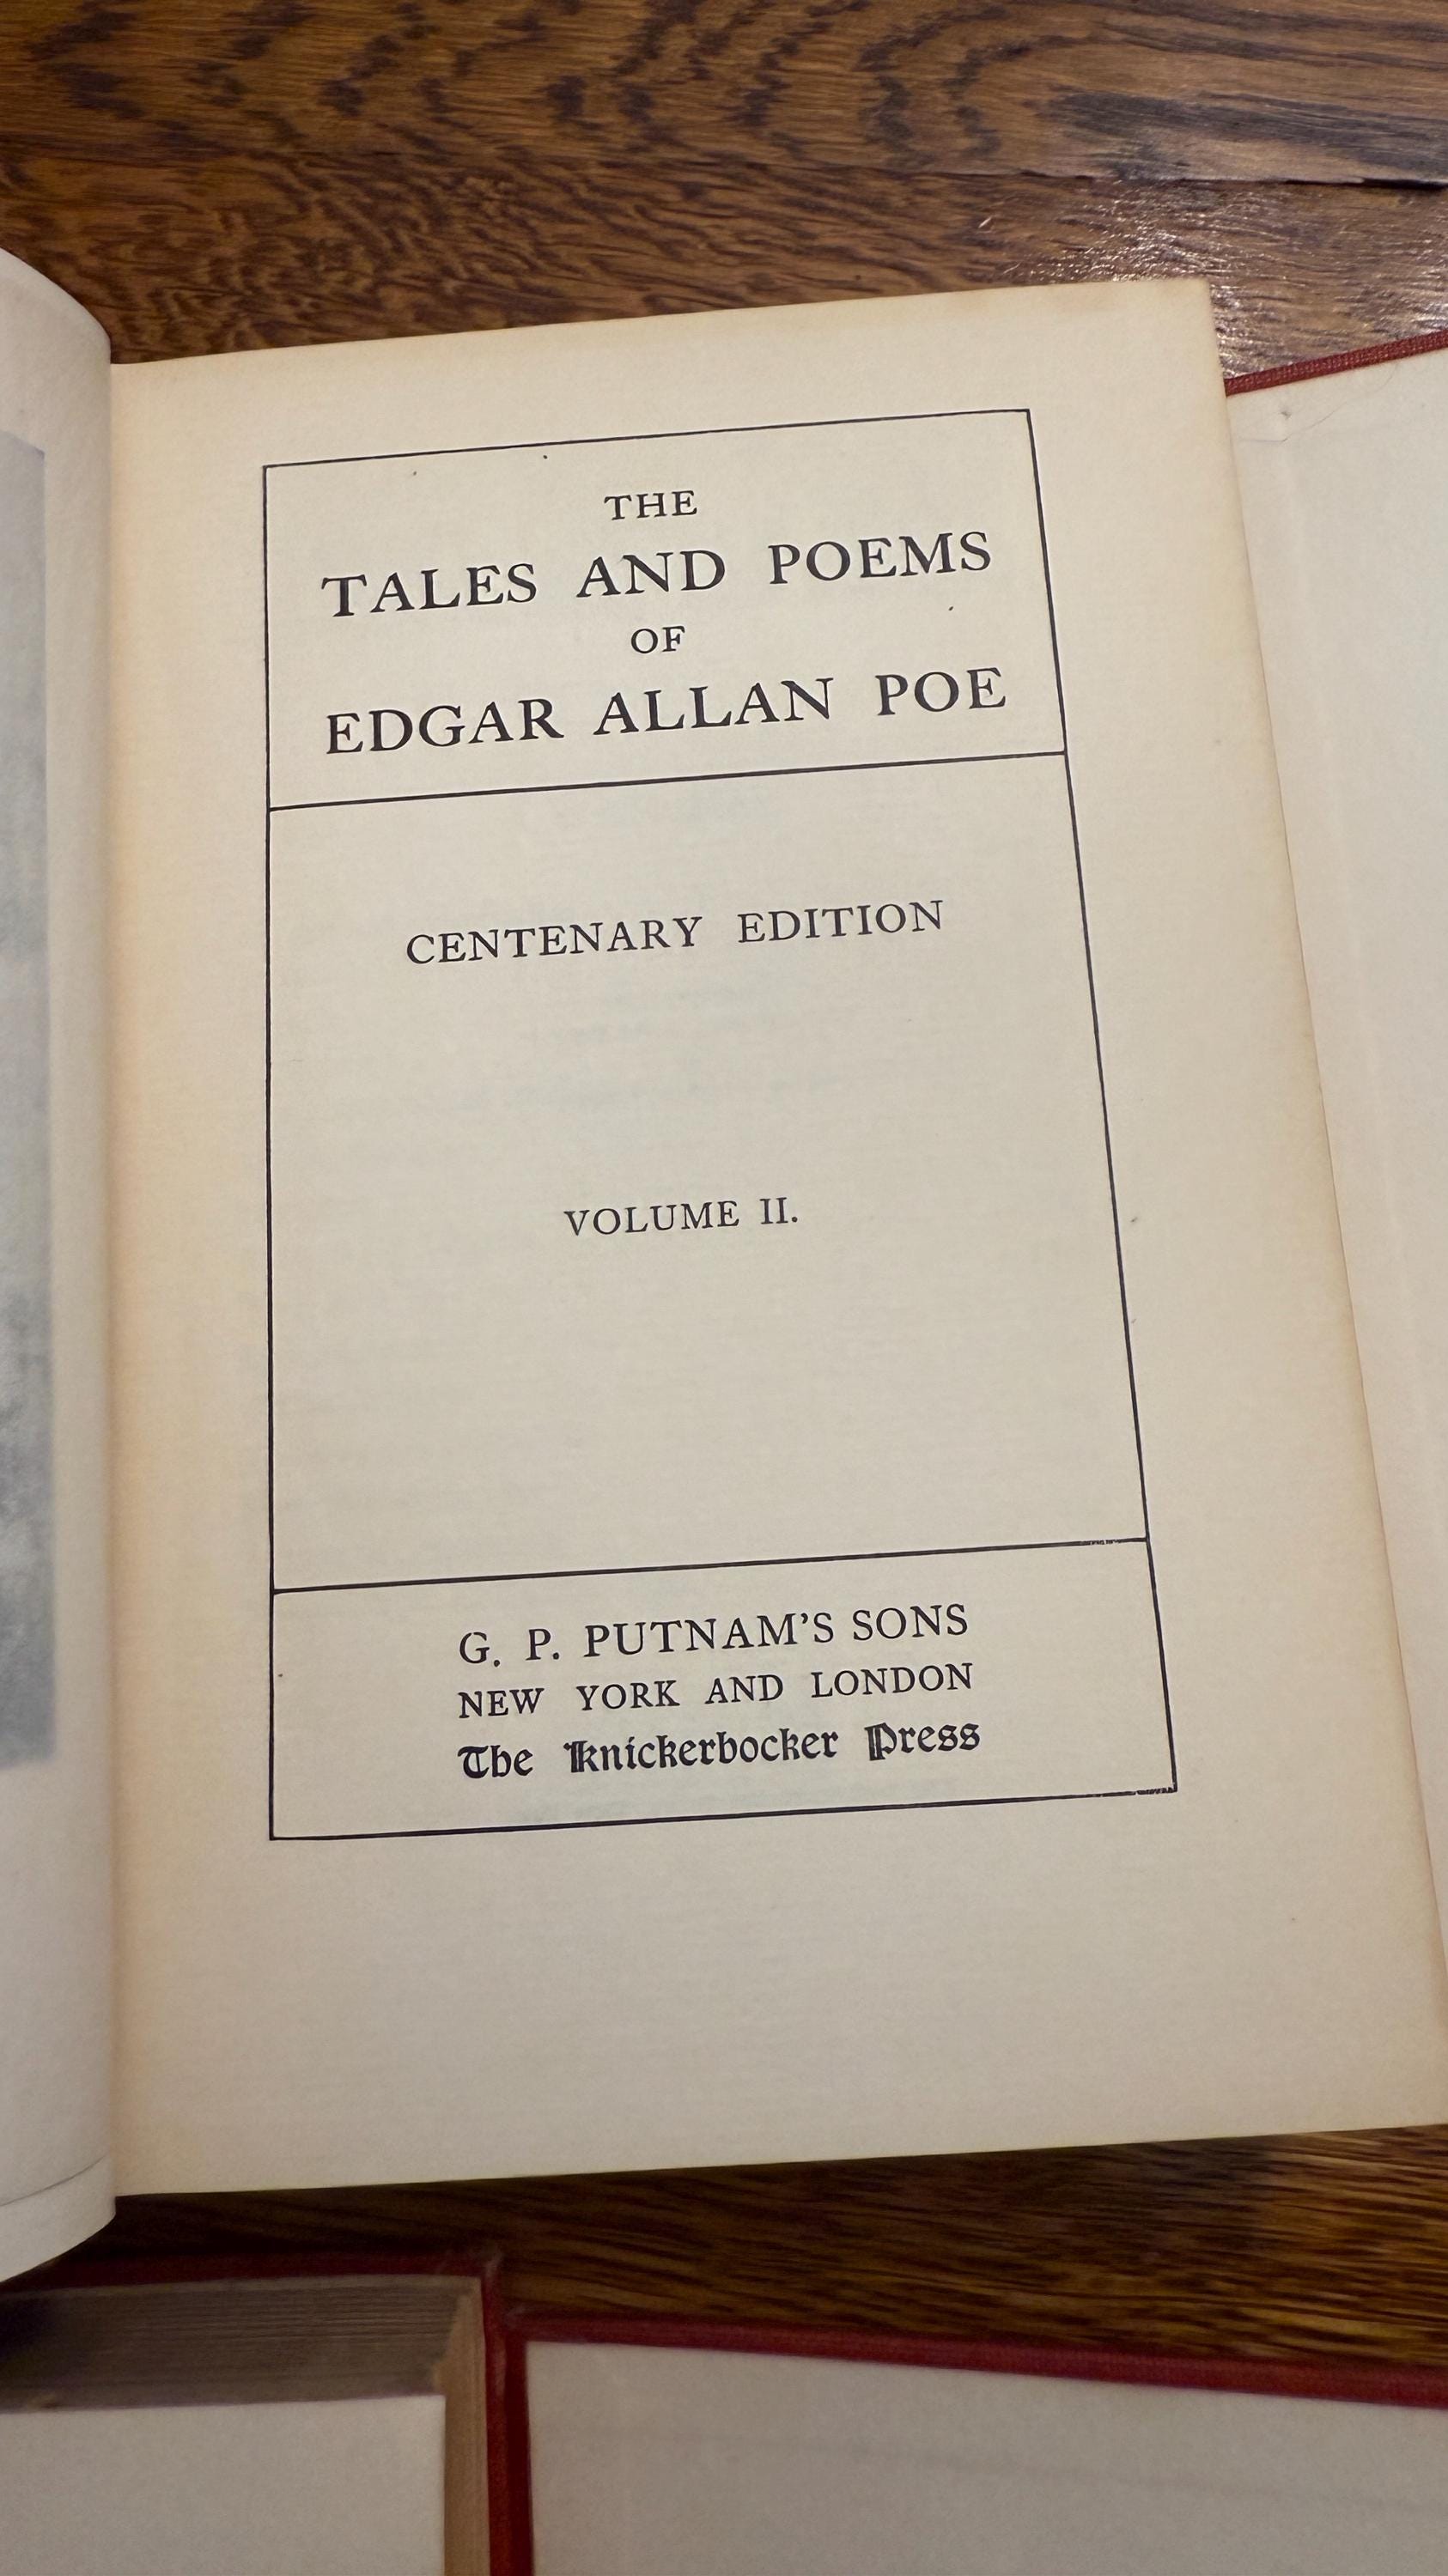 THE
TALES AND POEMS
OF
EDGAR ALLAN POE
CENTENARY EDITION
VOLUME II.
G. P. PUTNAM'S SONS
NEW YORK AND LONDON
The Knickerbocker Press